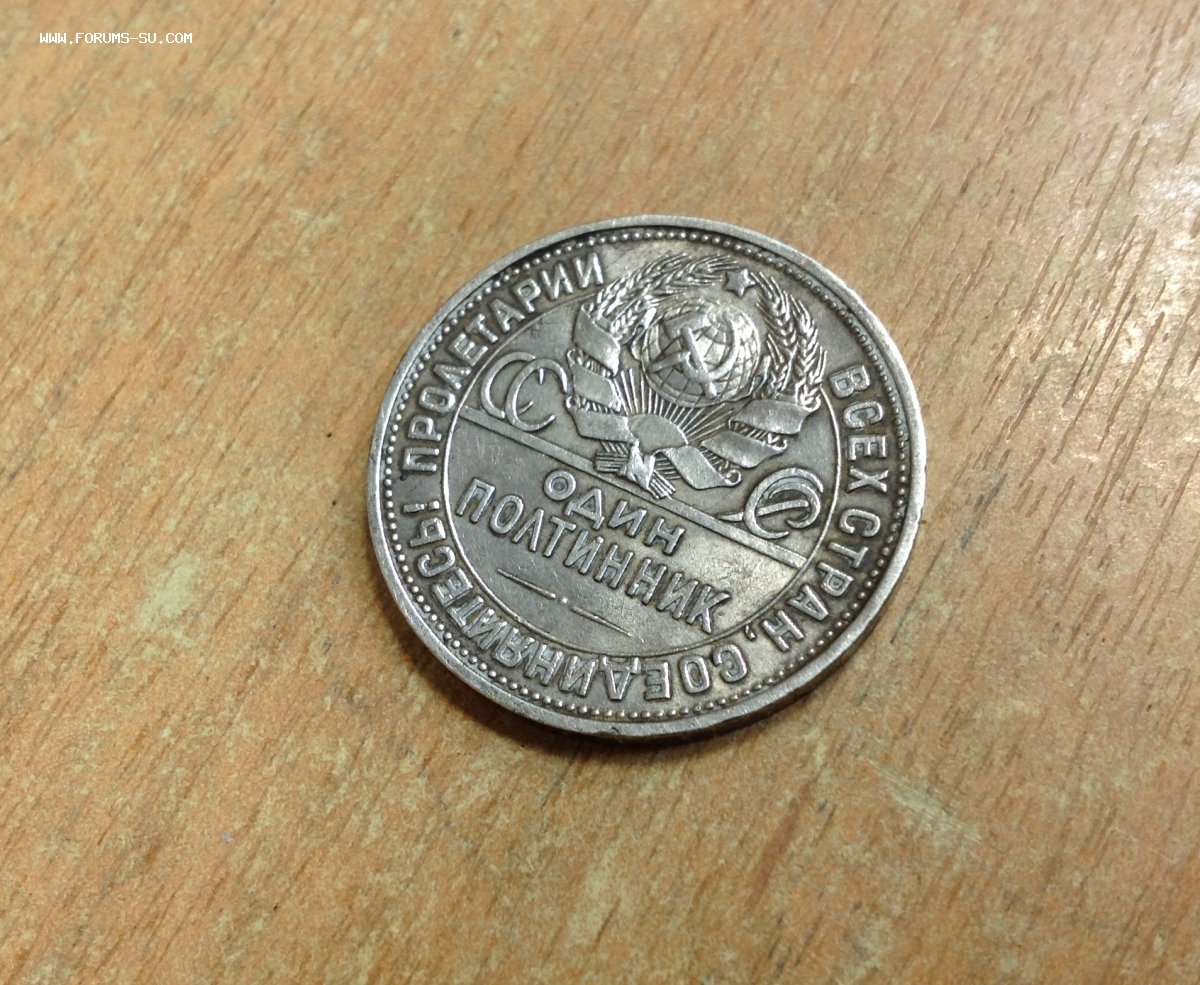 WWW.FORUMS-SU.COM
ПРОЛЕТАРИИ ВСЕХ СТРАН, СОЕДИНЯЙТЕСЬ!
СС СР
ОДИН
ПОЛТИННИК